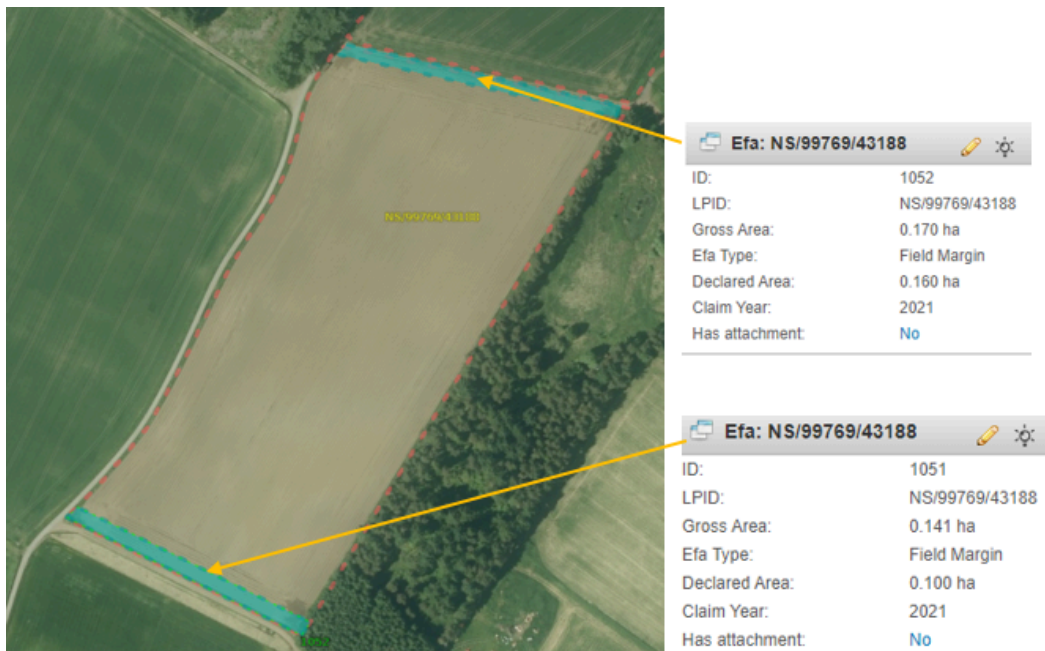 NS/99769/43188
Efa: NS/99769/43188
ID: 1052
LPID: NS/99769/43188
Gross Area: 0.170 ha
Efa Type: Field Margin
Declared Area: 0.160 ha
Claim Year: 2021
Has attachment: No
Efa: NS/99769/43188
ID: 1051
LPID: NS/99769/43188
Gross Area: 0.141 ha
Efa Type: Field Margin
Declared Area: 0.100 ha
Claim Year: 2021
Has attachment: No